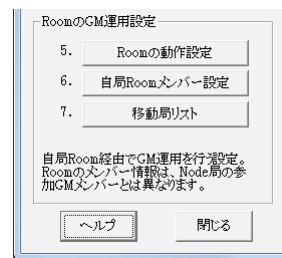 RoomのGM運用設定
5. Roomの動作設定
6. 自局Roomメンバー設定
7. 移動局リスト
自局Room経由でGM運用を行う設定。
Roomのメンバー情報は、Node局の参
加GMメンバーとは異なります。
ヘルプ 閉じる